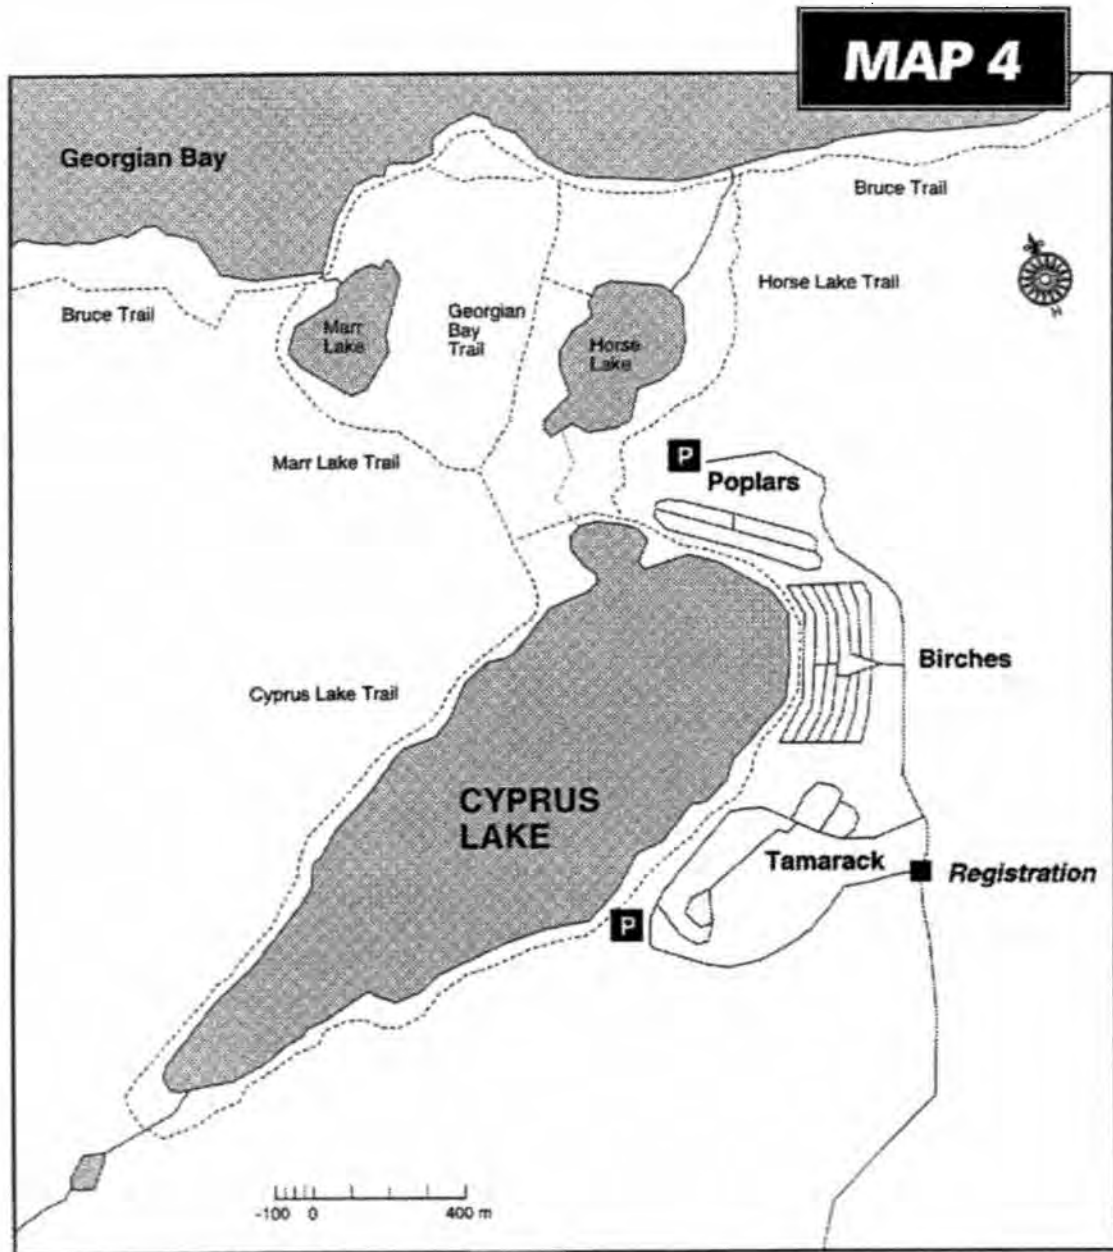 MAP 4
Georgian Bay
Bruce Trail
Horse Lake Trail
Bruce Trail
Marr
Lake
Georgian
Bay
Trail
Horse
Lake
Marr Lake Trail
P
Poplars
Birches
Cyprus Lake Trail
CYPRUS
LAKE
Tamarack
Registration
P
-100 0 400 m